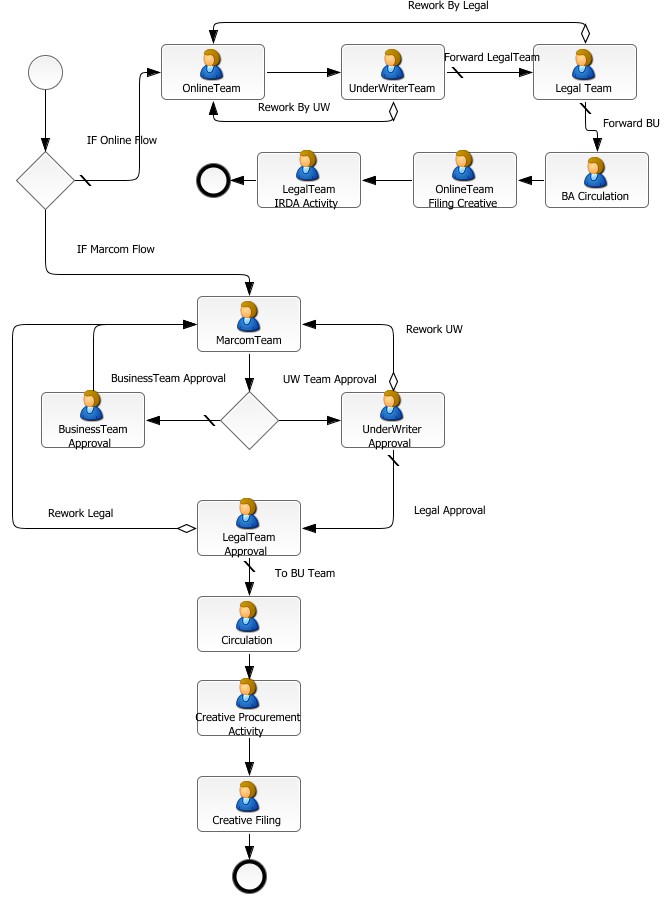 Rework By Legal
OnlineTeam
UnderWriterTeam
Forward LegalTeam
Legal Team
Rework By UW
Forward BU
IF Online Flow
LegalTeam
IRDA Activity
OnlineTeam
Filing Creative
BA Circulation
IF Marcom Flow
MarcomTeam
Rework UW
BusinessTeam Approval
UW Team Approval
BusinessTeam
Approval
UnderWriter
Approval
Rework Legal
Legal Approval
LegalTeam
Approval
To BU Team
Circulation
Creative Procurement
Activity
Creative Filing